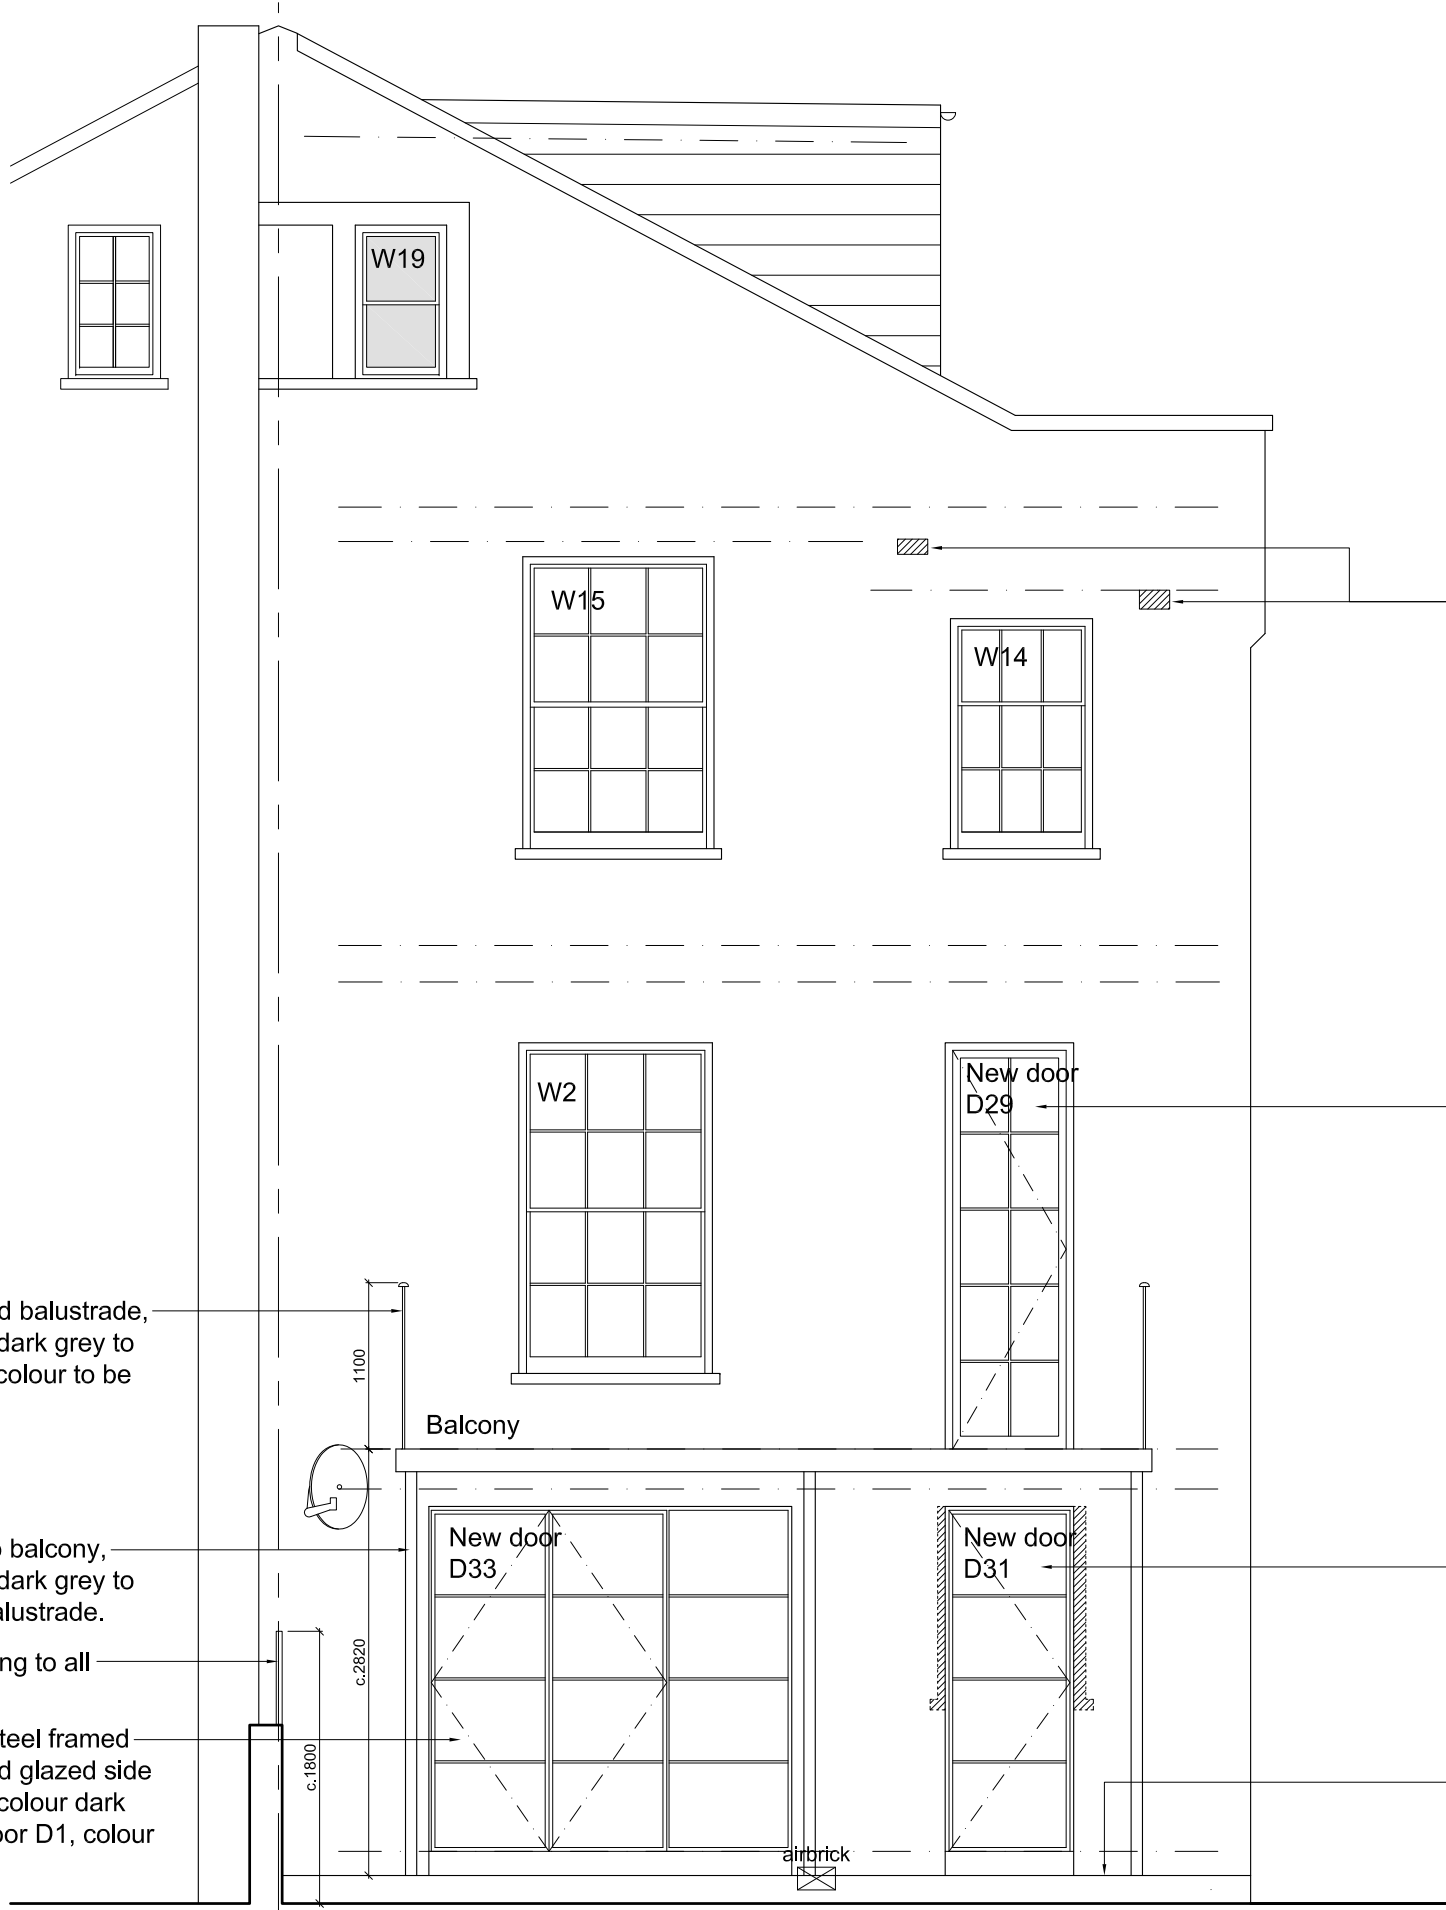 W19
W15
W14
W2
New door
D29
d balustrade,
dark grey to
colour to be
1100
Balcony
New door
D33
New door
D31
balcony,
dark grey to
alustrade.
ng to all
c.2820
teel framed
d glazed side
colour dark
oor D1, colour
c.1800
airbrick